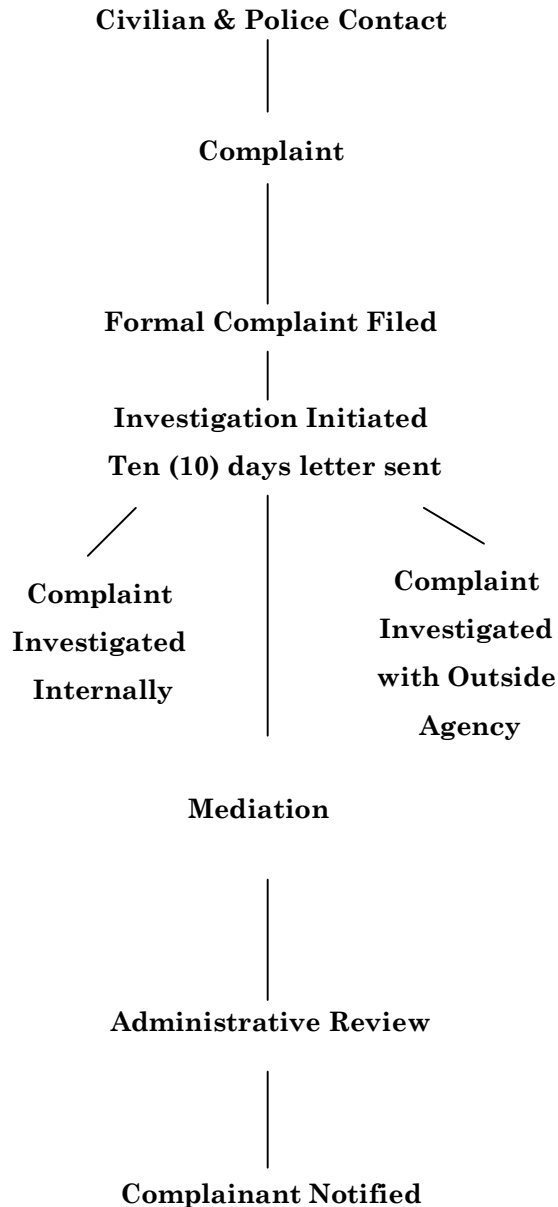 Civilian & Police Contact
Complaint
Formal Complaint Filed
Investigation Initiated
Ten (10) days letter sent
Complaint
Investigated
Internally
Complaint
Investigated
with Outside
Agency
Mediation
Administrative Review
Complainant Notified